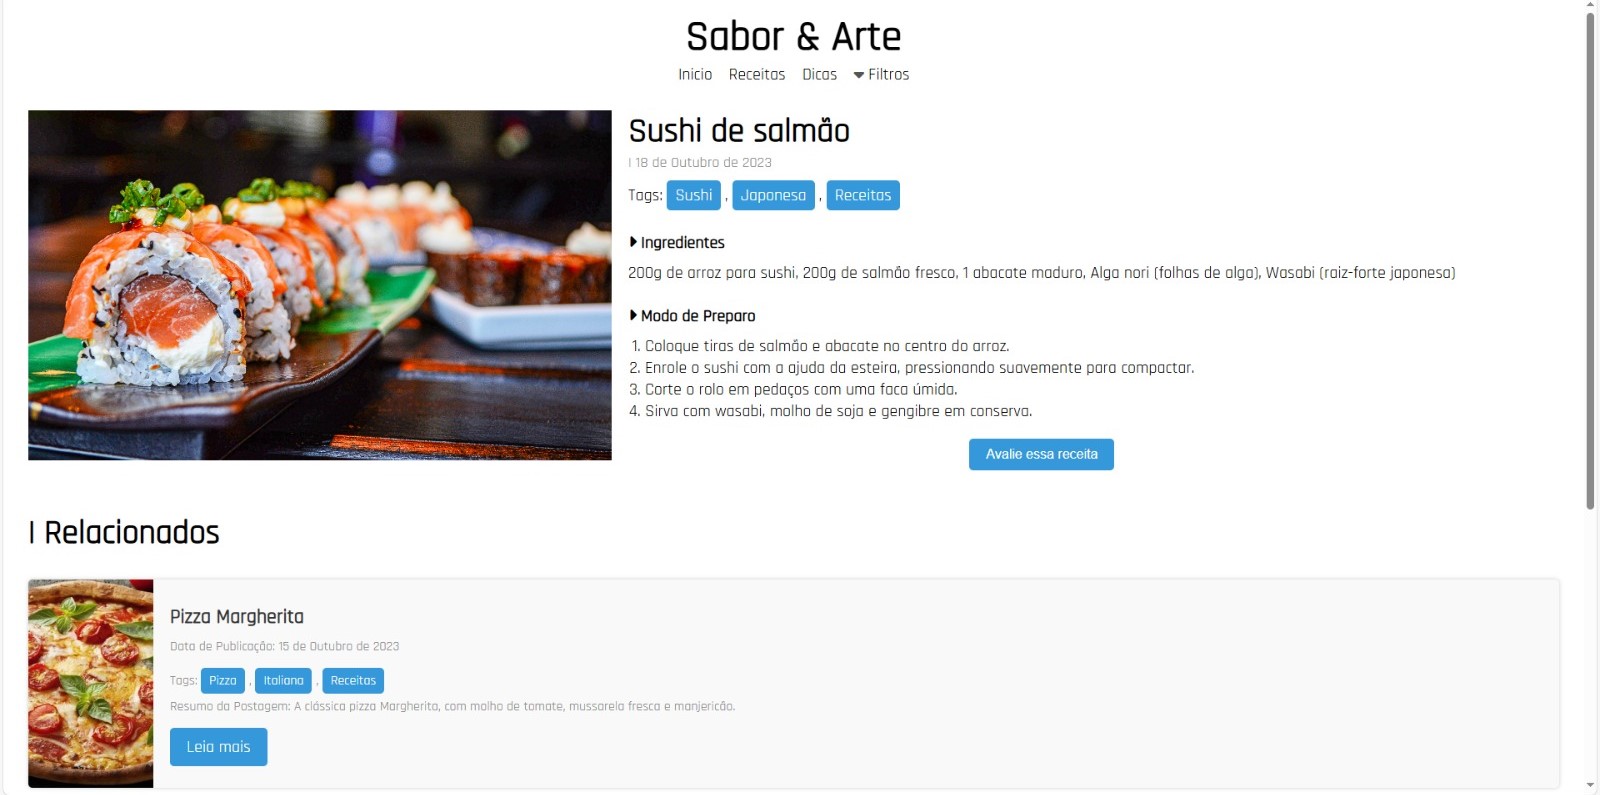 Sabor & Arte
Inicio Receitas Dicas Filtros
Sushi de salmão
| 18 de Outubro de 2023
Tags: Sushi , Japonesa , Receitas
Ingredientes
200g de arroz para sushi, 200g de salmão fresco, 1 abacate maduro, Alga nori (folhas de alga), Wasabi (raiz-forte japonesa)
Modo de Preparo
1. Coloque tiras de salmão e abacate no centro do arroz.
2. Enrole o sushi com a ajuda da esteira, pressionando suavemente para compactar.
3. Corte o rolo em pedaços com uma faca úmida.
4. Sirva com wasabi, molho de soja e gengibre em conserva.
Avalie essa receita
| Relacionados
Pizza Margherita
Data de Publicação: 15 de Outubro de 2023
Tags: Pizza , Italiana , Receitas
Resumo da Postagem: A clássica pizza Margherita, com molho de tomate, mussarela fresca e manjericão.
Leia mais